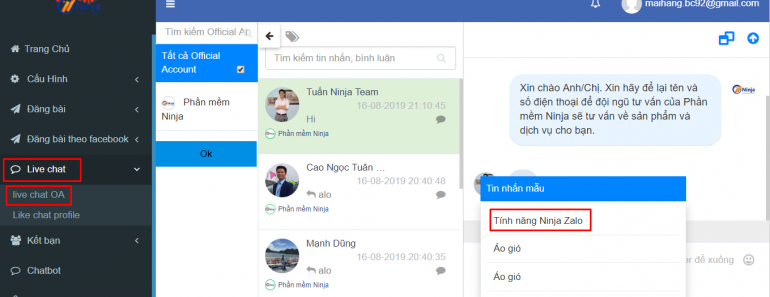 maihang.bc92@gmail.com
Trang Chủ
Cấu Hình
Đăng bài
Đăng bài theo facebook
Live chat
live chat OA
Like chat profile
Kết bạn
Chatbot
Tìm kiếm Official Ac
Tất cả Official
Account
Phần mềm
Ninja
Ok
Tìm kiếm tin nhắn, bình luận
Tuấn Ninja Team
16-08-2019 21:10:45
Hi
Phần mềm Ninja
Cao Ngọc Tuân ...
16-08-2019 20:40:48
alo
Phần mềm Ninja
Mạnh Dũng
16-08-2019 20:40:35
alo
Phần mềm Ninja
Xin chào Anh/Chị. Xin hãy để lại tên và
số điện thoại để đội ngũ tư vấn của Phần
mềm Ninja sẽ tư vấn về sản phẩm và
dịch vụ cho bạn.
Ninja
Tin nhắn mẫu
Tính năng Ninja Zalo
Áo gió
Áo gió
để xuống